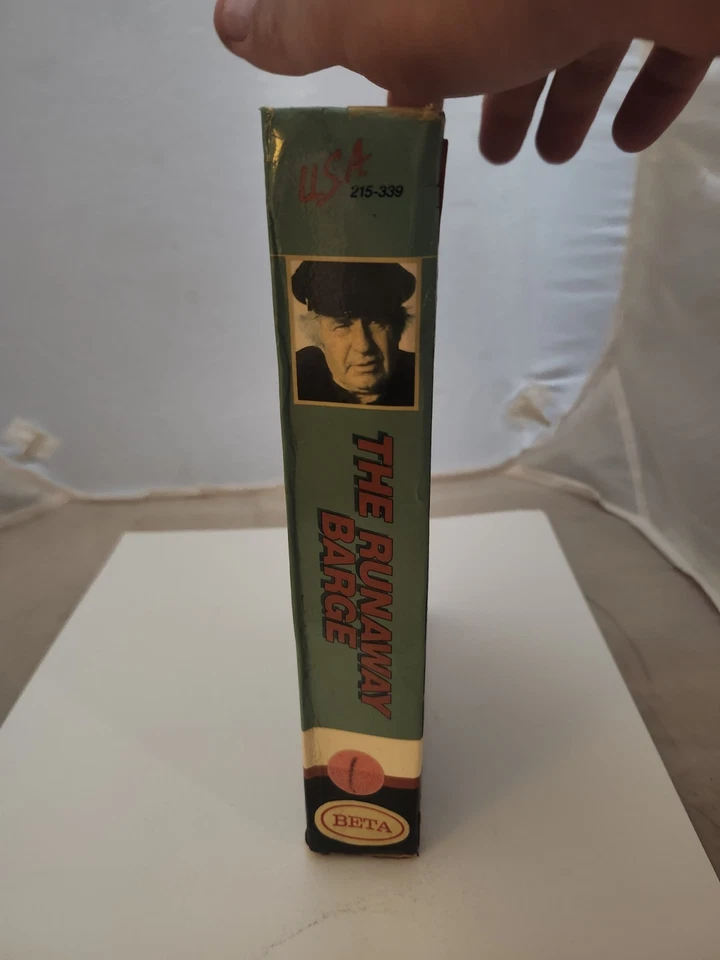 USA
215-339
THE RUNAWAY
BARGE
BETA